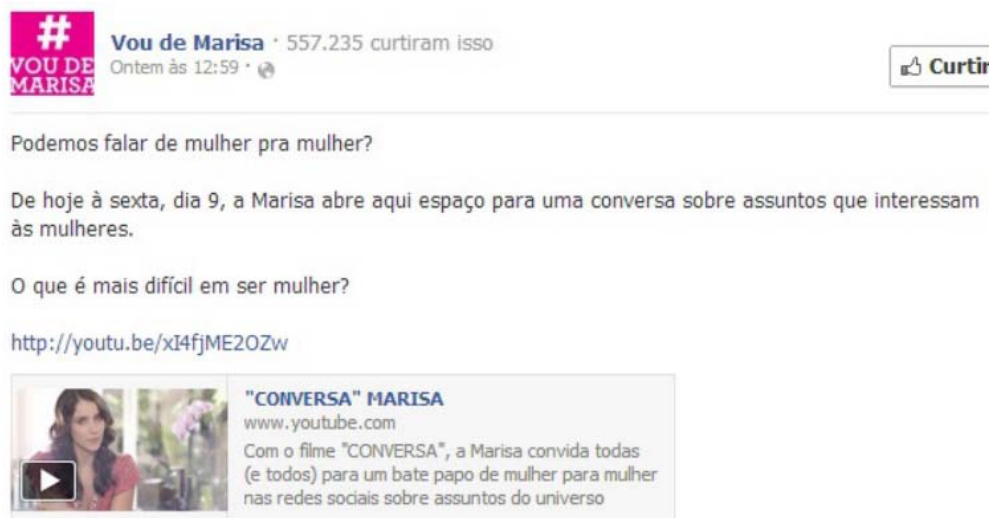 #
VOU DE
MARISA
Vou de Marisa · 557.235 curtiram isso
Ontem às 12:59 ·
Curtir
Podemos falar de mulher pra mulher?
De hoje à sexta, dia 9, a Marisa abre aqui espaço para uma conversa sobre assuntos que interessam
às mulheres.
O que é mais difícil em ser mulher?
http://youtu.be/xI4fjME2OZw
"CONVERSA" MARISA
www.youtube.com
Com o filme "CONVERSA", a Marisa convida todas
(e todos) para um bate papo de mulher para mulher
nas redes sociais sobre assuntos do universo